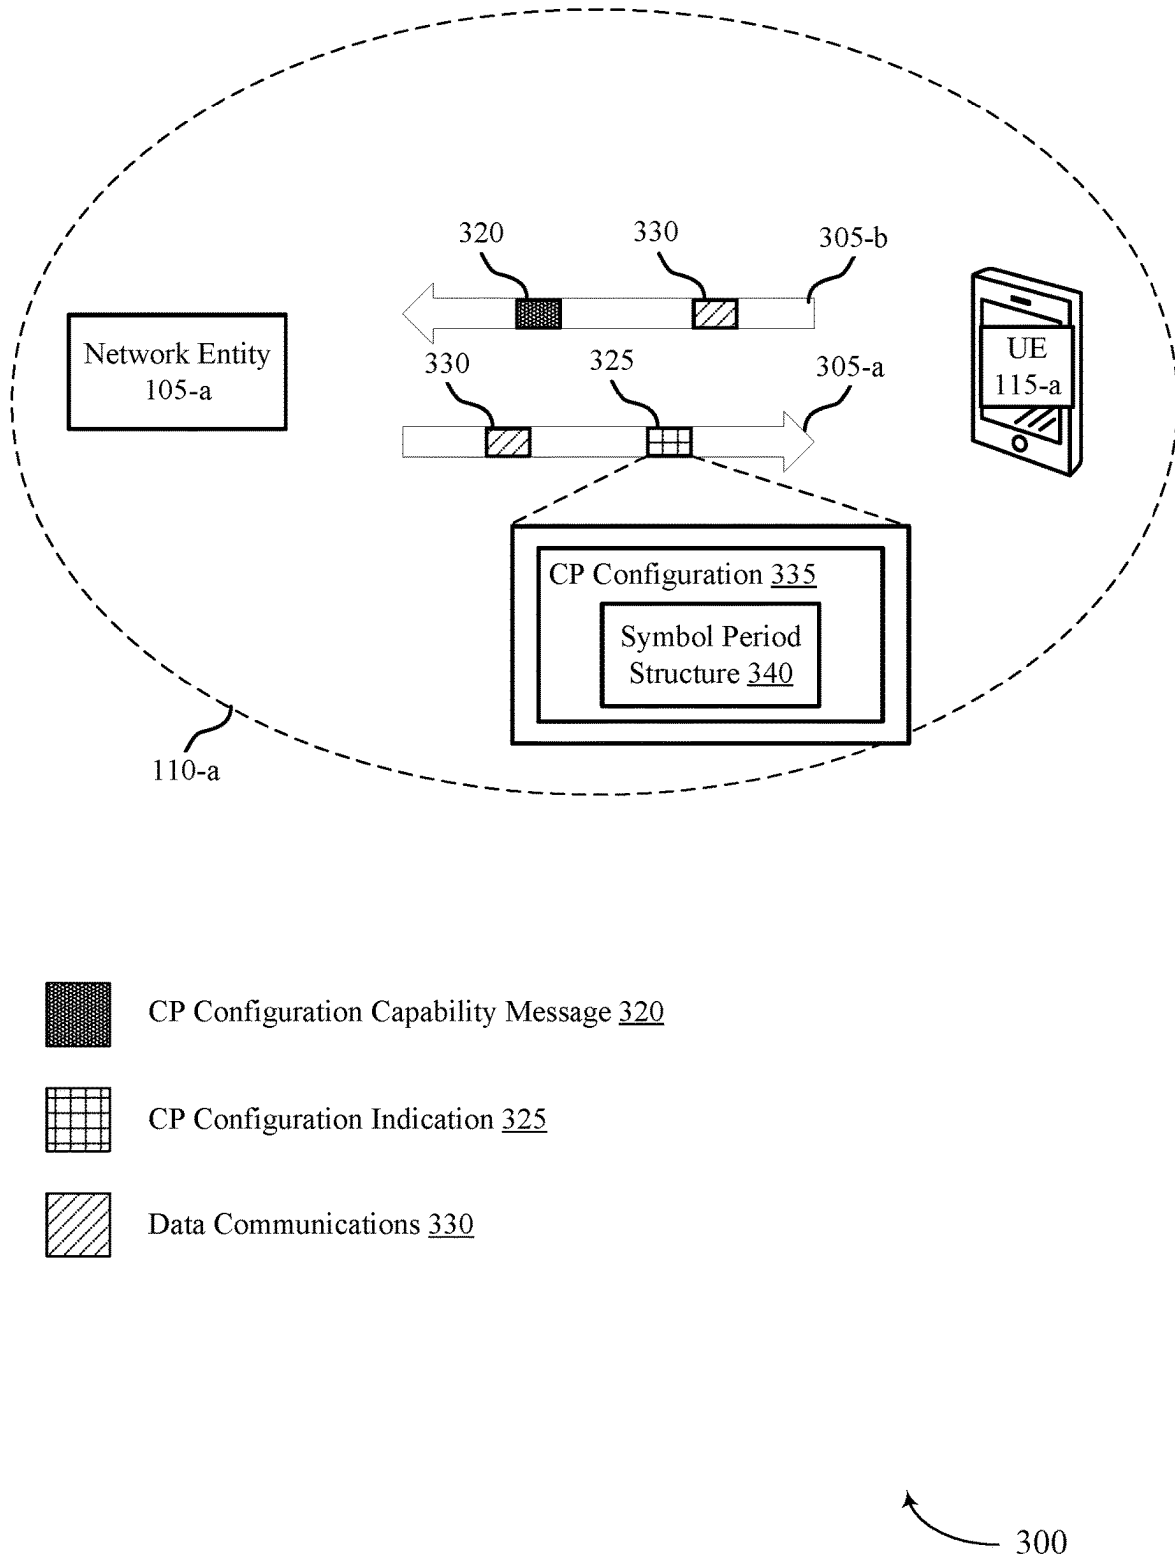 320
330
305-b
Network Entity
105-a
UE
115-a
330
325
305-a
CP Configuration 335
Symbol Period
Structure 340
110-a
CP Configuration Capability Message 320
CP Configuration Indication 325
Data Communications 330
300